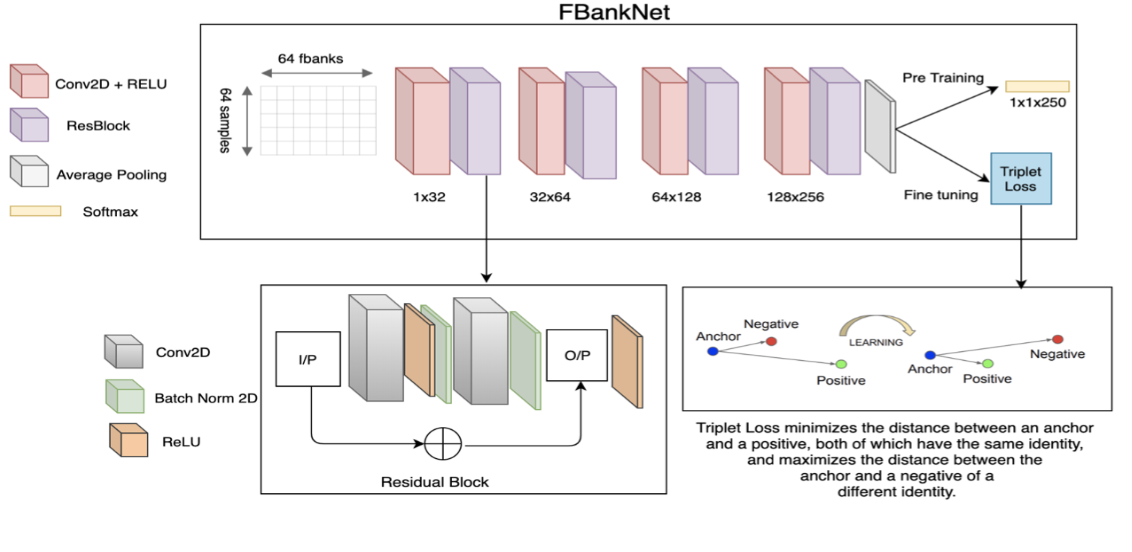 FBankNet
Conv2D + RELU
ResBlock
Average Pooling
Softmax
64 fbanks
64 samples
1x32
32x64
64x128
128x256
Pre Training
1x1x250
Fine tuning
Triplet
Loss
Conv2D
Batch Norm 2D
ReLU
I/P
O/P
Residual Block
Anchor
Negative
Positive
LEARNING
Anchor
Positive
Negative
Triplet Loss minimizes the distance between an anchor
and a positive, both of which have the same identity,
and maximizes the distance between the
anchor and a negative of a
different identity.